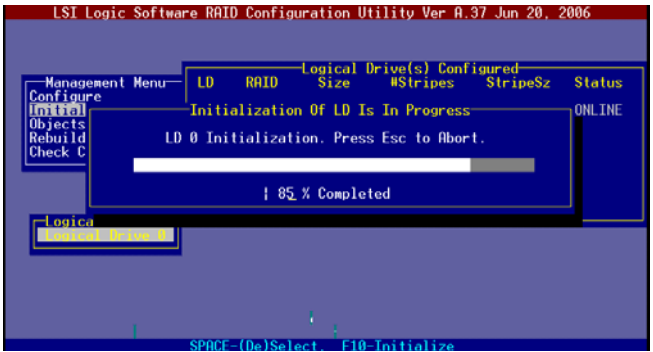 LSI Logic Software RAID Configuration Utility Ver A.37 Jun 20, 2006
Logical Drive(s) Configured
LD RAID Size #Stripes StripeSz Status
ONLINE
Management Menu
Configure
Initial
Objects
Rebuild
Check C
Initialization Of LD Is In Progress
LD 0 Initialization. Press Esc to Abort.
| 85 % Completed
Logica
Logical Drive 0
SPACE-(De)Select, F10-Initialize